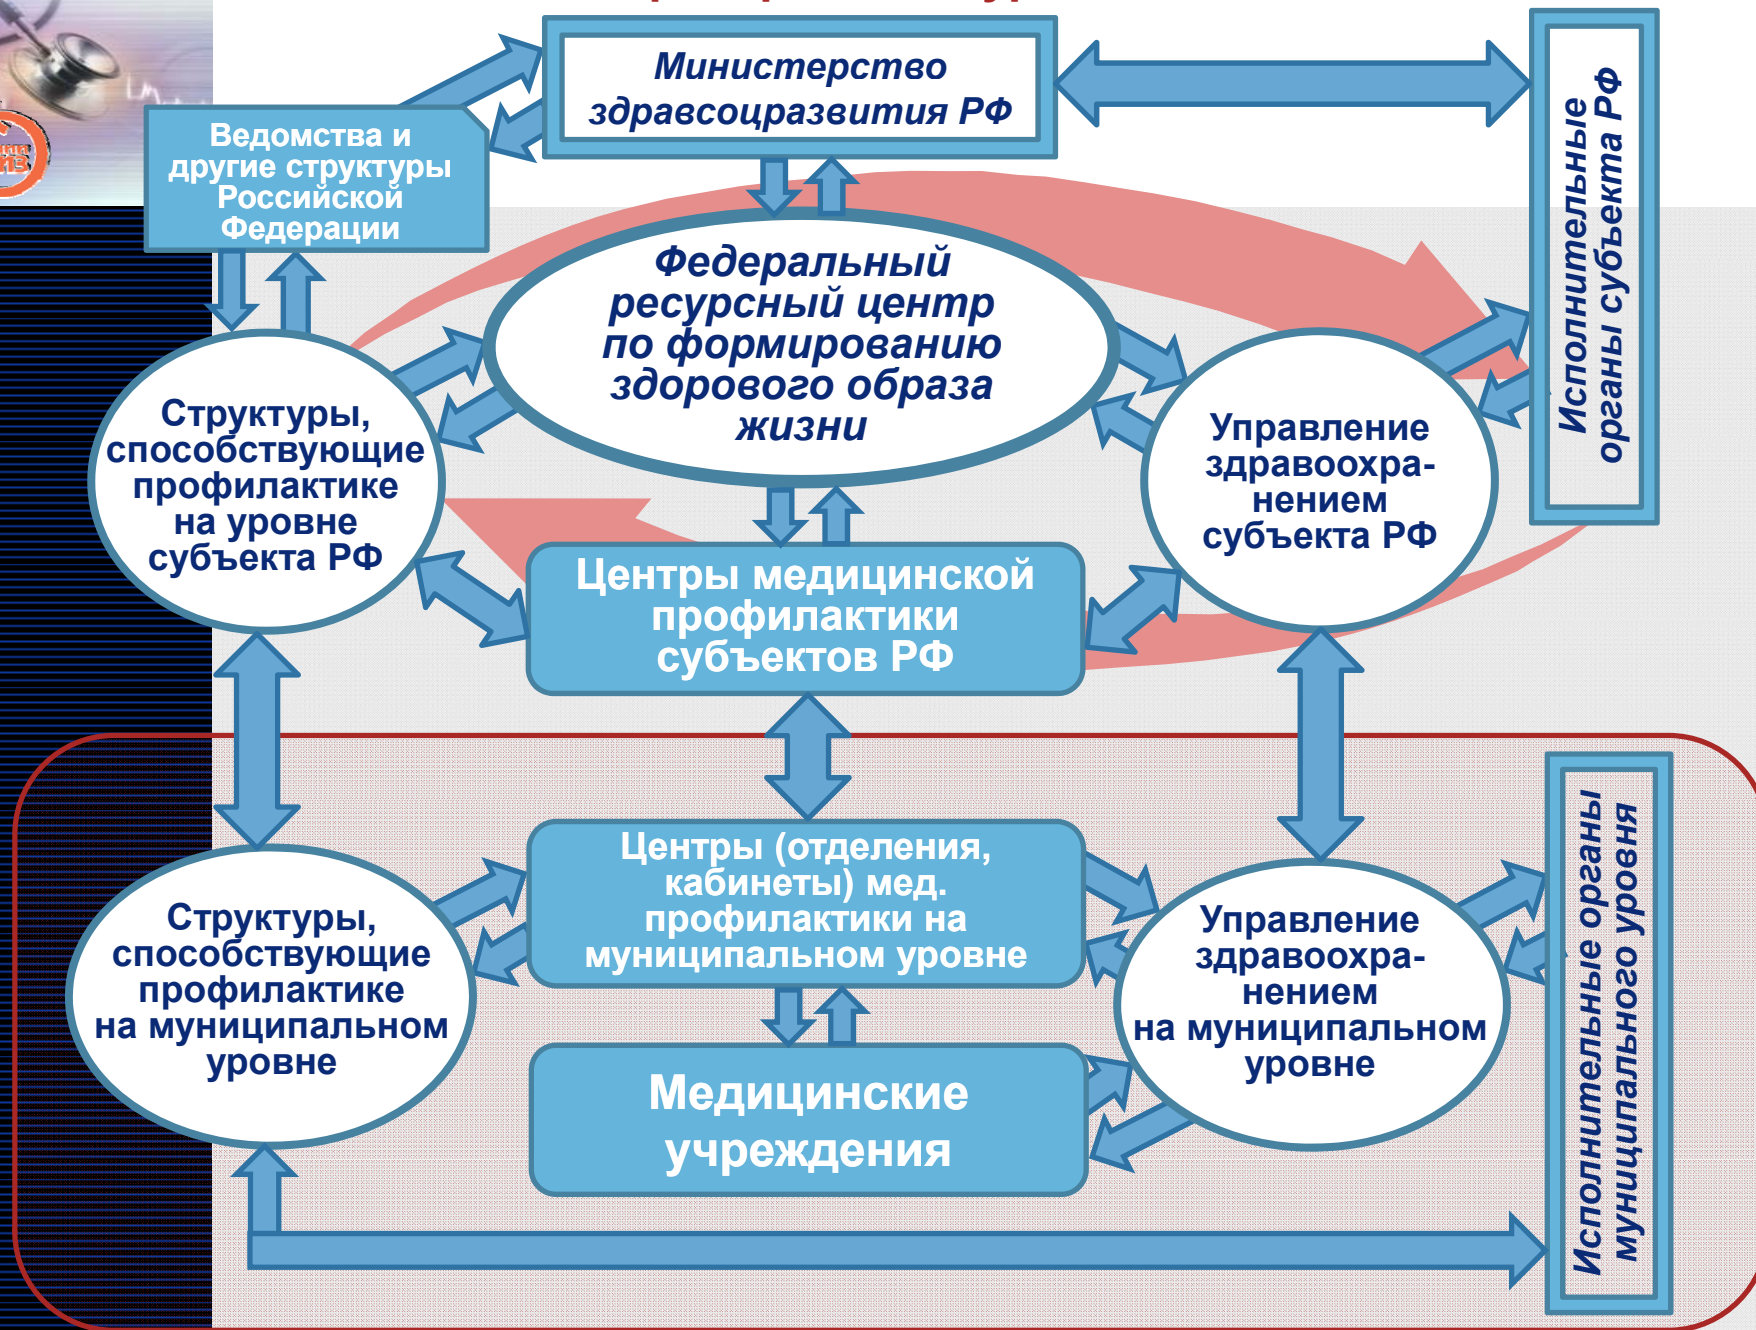 Министерство
здравсоцразвития РФ
Исполнительные
органы субъекта РФ
Ведомства и
другие структуры
Российской
Федерации
Федеральный
ресурсный центр
по формированию
здорового образа
жизни
Структуры,
способствующие
профилактике
на уровне
субъекта РФ
Управление
здравоохра-
нением
субъекта РФ
Центры медицинской
профилактики
субъектов РФ
Центры (отделения,
кабинеты) мед.
профилактики на
муниципальном уровне
Структуры,
способствующие
профилактике
на муниципальном
уровне
Управление
здравоохра-
нением
на муниципальном
уровне
Исполнительные органы
муниципального уровня
Медицинские
учреждения